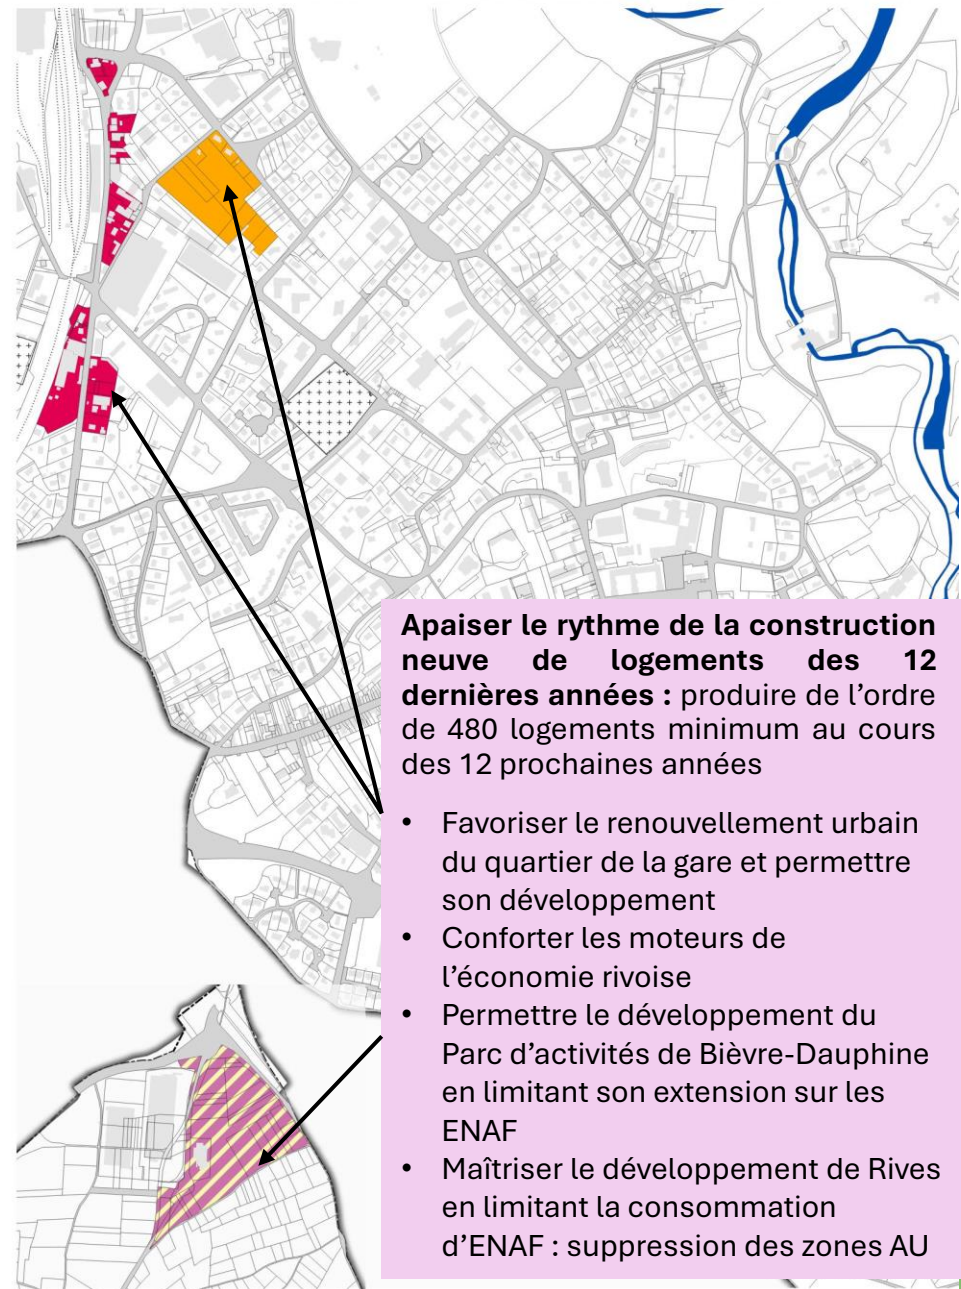 Apaiser le rythme de la construction
neuve de logements des 12
dernières années : produire de l’ordre
de 480 logements minimum au cours
des 12 prochaines années
• Favoriser le renouvellement urbain
du quartier de la gare et permettre
son développement
• Conforter les moteurs de
l’économie rivoise
• Permettre le développement du
Parc d’activités de Bièvre-Dauphine
en limitant son extension sur les
ENAF
• Maîtriser le développement de Rives
en limitant la consommation
d’ENAF : suppression des zones AU